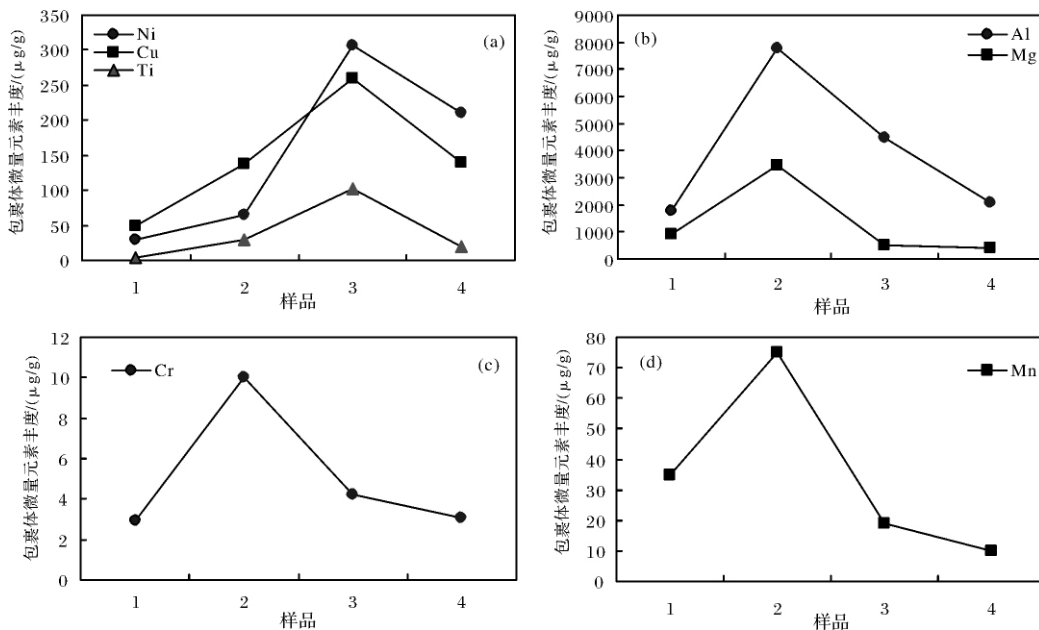 350
300
250
200
150
100
50
0
包裹体微量元素丰度/(μg/g)
Ni
Cu
Ti
(a)
1 2 3 4
样品
9000
8000
7000
6000
5000
4000
3000
2000
1000
0
包裹体微量元素丰度/(μg/g)
(b)
Al
Mg
1 2 3 4
样品
12
10
8
6
4
2
0
包裹体微量元素丰度/(μg/g)
Cr
(c)
1 2 3 4
样品
80
70
60
50
40
30
20
10
0
包裹体微量元素丰度/(μg/g)
(d)
Mn
1 2 3 4
样品